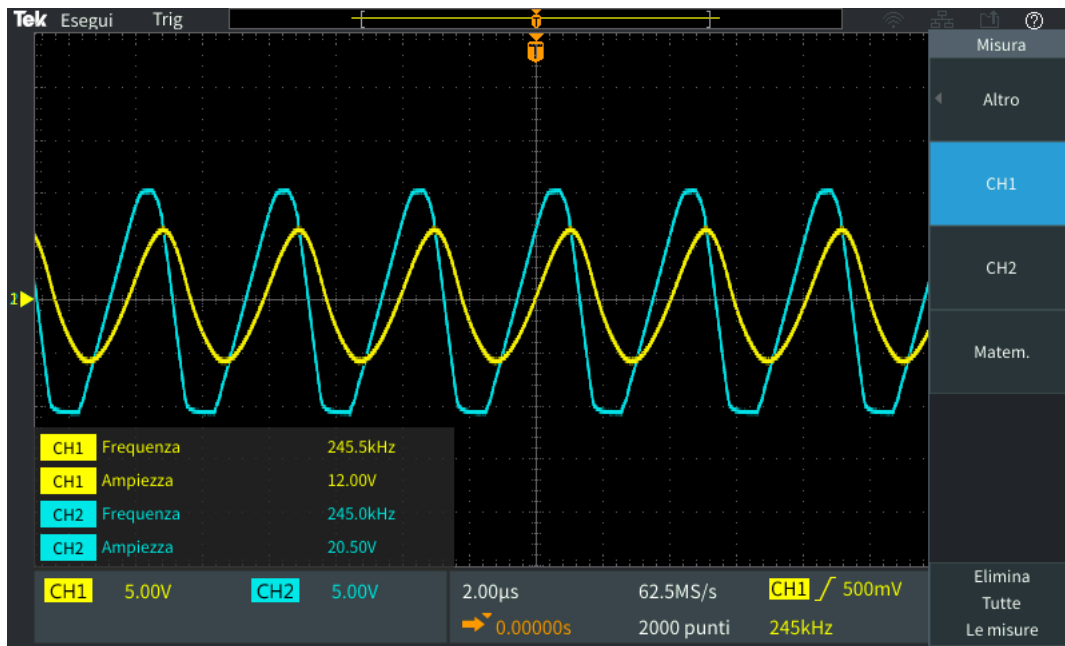 Tek Esegui Trig
T
T
Misura
Altro
CH1
CH2
Matem.
1
CH1 Frequenza 245.5kHz
CH1 Ampiezza 12.00V
CH2 Frequenza 245.0kHz
CH2 Ampiezza 20.50V
CH1 5.00V CH2 5.00V
2.00µs 62.5MS/s CH1 500mV
0.00000s 2000 punti 245kHz
Elimina
Tutte
Le misure